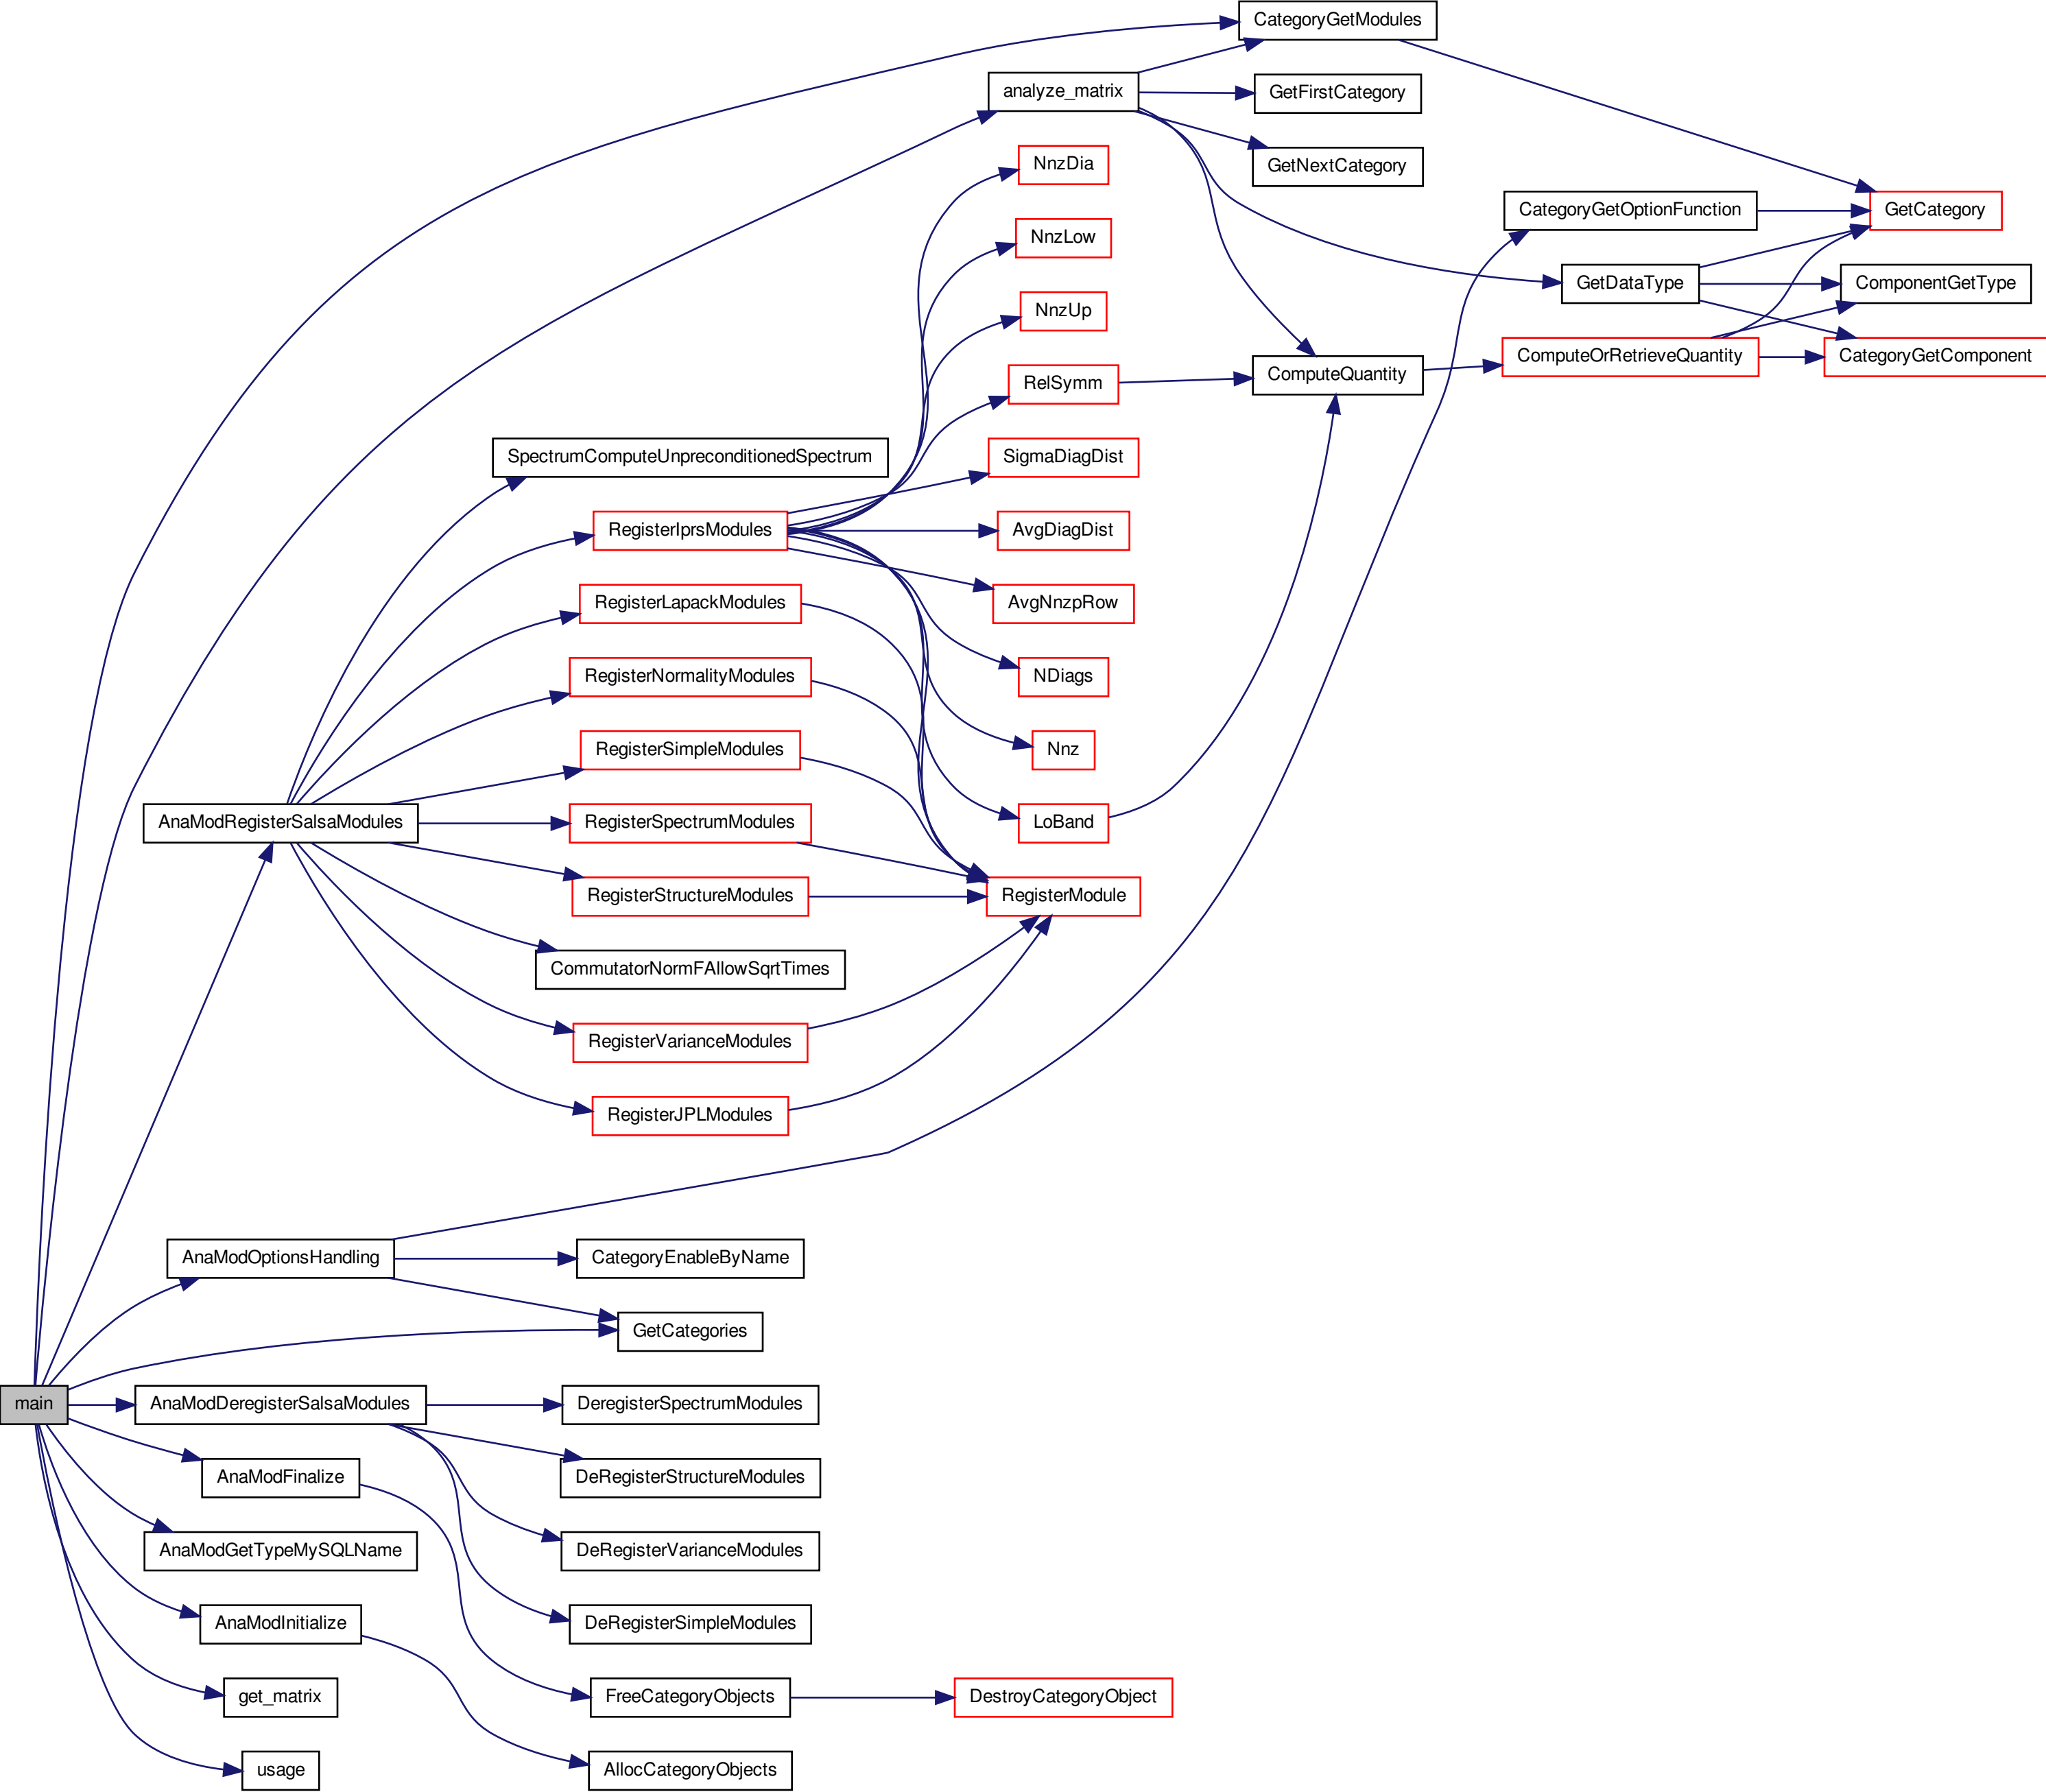 CategoryGetModules
analyze_matrix
GetFirstCategory
NnzDia
GetNextCategory
CategoryGetOptionFunction
GetCategory
NnzLow
GetDataType
ComponentGetType
NnzUp
ComputeOrRetrieveQuantity
CategoryGetComponent
RelSymm
ComputeQuantity
SpectrumComputeUnpreconditionedSpectrum
SigmaDiagDist
RegisterIprsModules
AvgDiagDist
RegisterLapackModules
AvgNnzpRow
RegisterNormalityModules
NDiags
RegisterSimpleModules
Nnz
AnaModRegisterSalsaModules
RegisterSpectrumModules
LoBand
RegisterStructureModules
RegisterModule
CommutatorNormFAllowSqrtTimes
RegisterVarianceModules
RegisterJPLModules
AnaModOptionsHandling
CategoryEnableByName
GetCategories
main
AnaModDeregisterSalsaModules
DeregisterSpectrumModules
AnaModFinalize
DeRegisterStructureModules
AnaModGetTypeMySQLName
DeRegisterVarianceModules
AnaModInitialize
DeRegisterSimpleModules
get_matrix
FreeCategoryObjects
DestroyCategoryObject
usage
AllocCategoryObjects